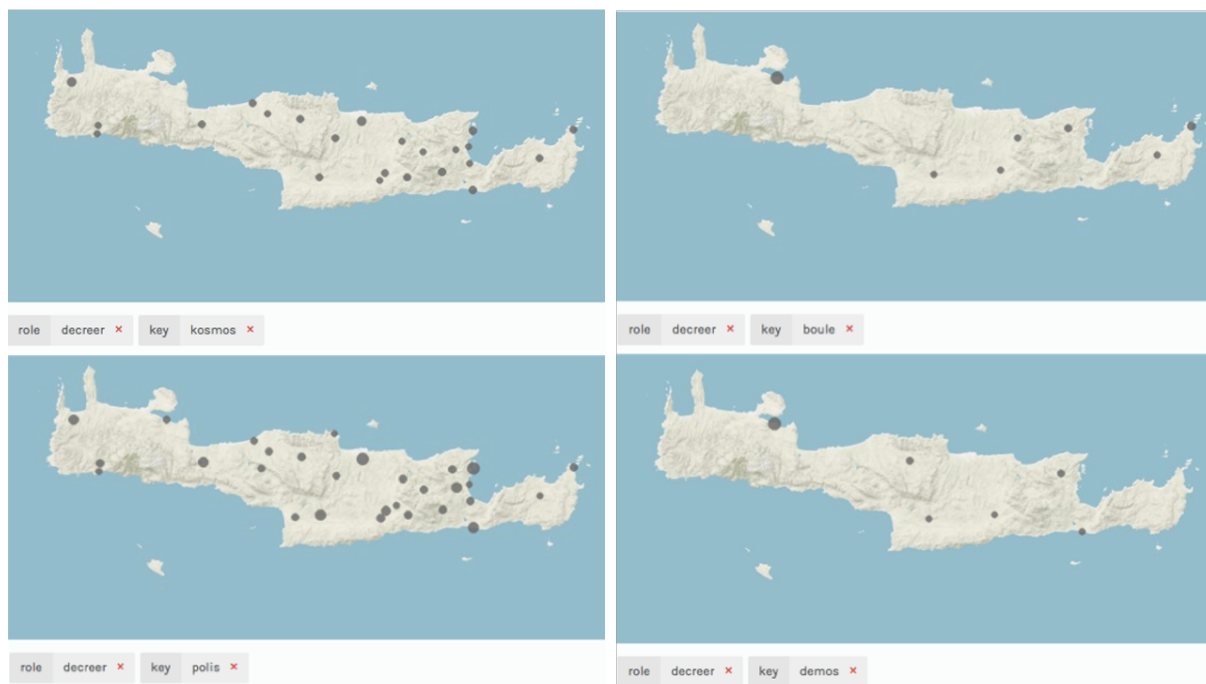 role decreer × key kosmos ×
role decreer × key boule ×
role decreer × key polis ×
role decreer × key demos ×